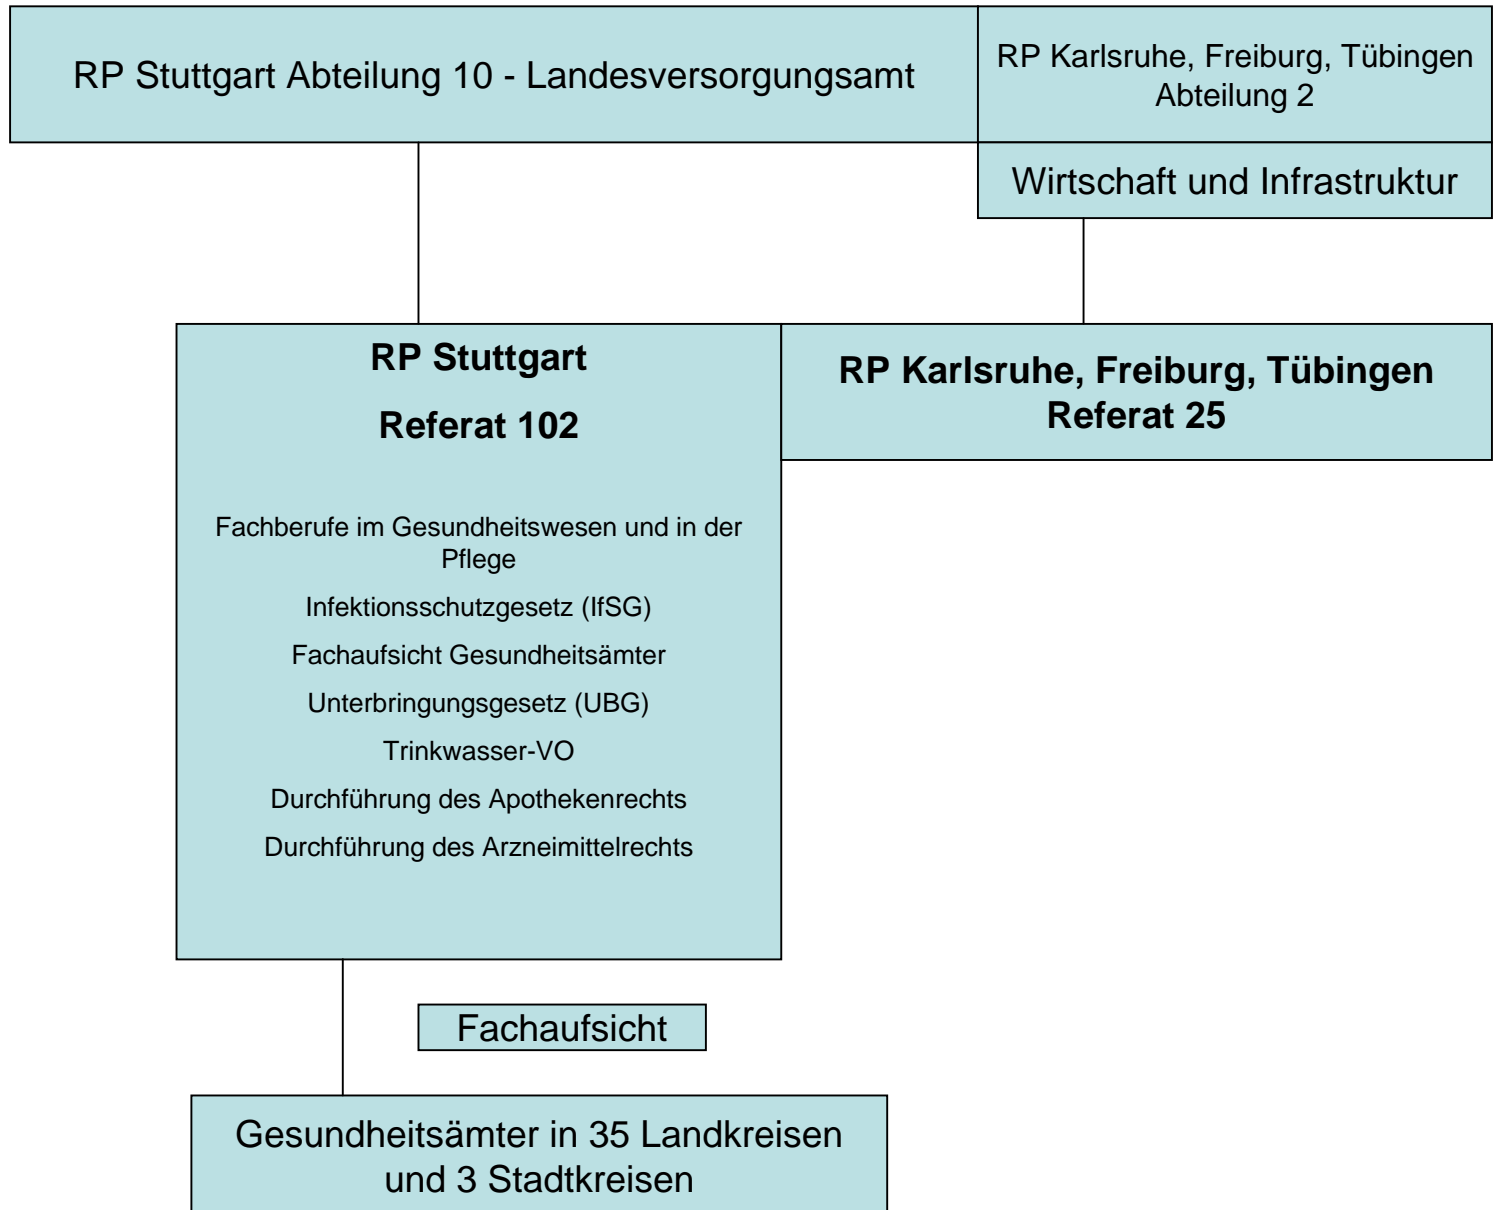 RP Stuttgart Abteilung 10 - Landesversorgungsamt
RP Karlsruhe, Freiburg, Tübingen
Abteilung 2
Wirtschaft und Infrastruktur
RP Stuttgart
Referat 102
RP Karlsruhe, Freiburg, Tübingen
Referat 25
Fachberufe im Gesundheitswesen und in der
Pflege
Infektionsschutzgesetz (IfSG)
Fachaufsicht Gesundheitsämter
Unterbringungsgesetz (UBG)
Trinkwasser-VO
Durchführung des Apothekenrechts
Durchführung des Arzneimittelrechts
Fachaufsicht
Gesundheitsämter in 35 Landkreisen
und 3 Stadtkreisen